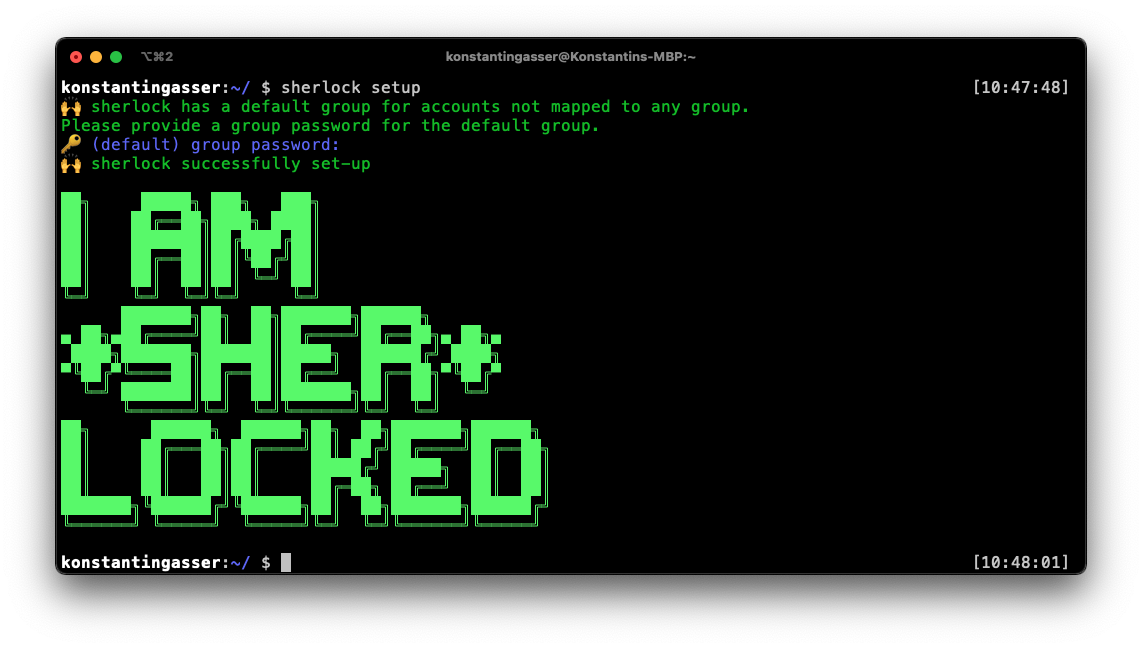 ⌥⌘2
konstantingasser@Konstantins-MBP:~
konstantingasser:~/ $ sherlock setup [10:47:48]
🙌 sherlock has a default group for accounts not mapped to any group.
Please provide a group password for the default group.
🔑 (default) group password:
🙌 sherlock successfully set-up
I AM
*SHER*
LOCKED
konstantingasser:~/ $ [10:48:01]